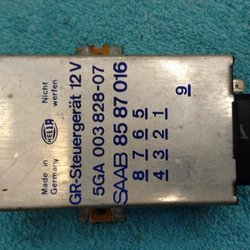 Nicht
werfen
HELLA
Made in
Germany
GR-Steuergerät 12 V
5GA 003 828-07
SAAB 85 87 016
8 7 6 5
4 3 2 1
9